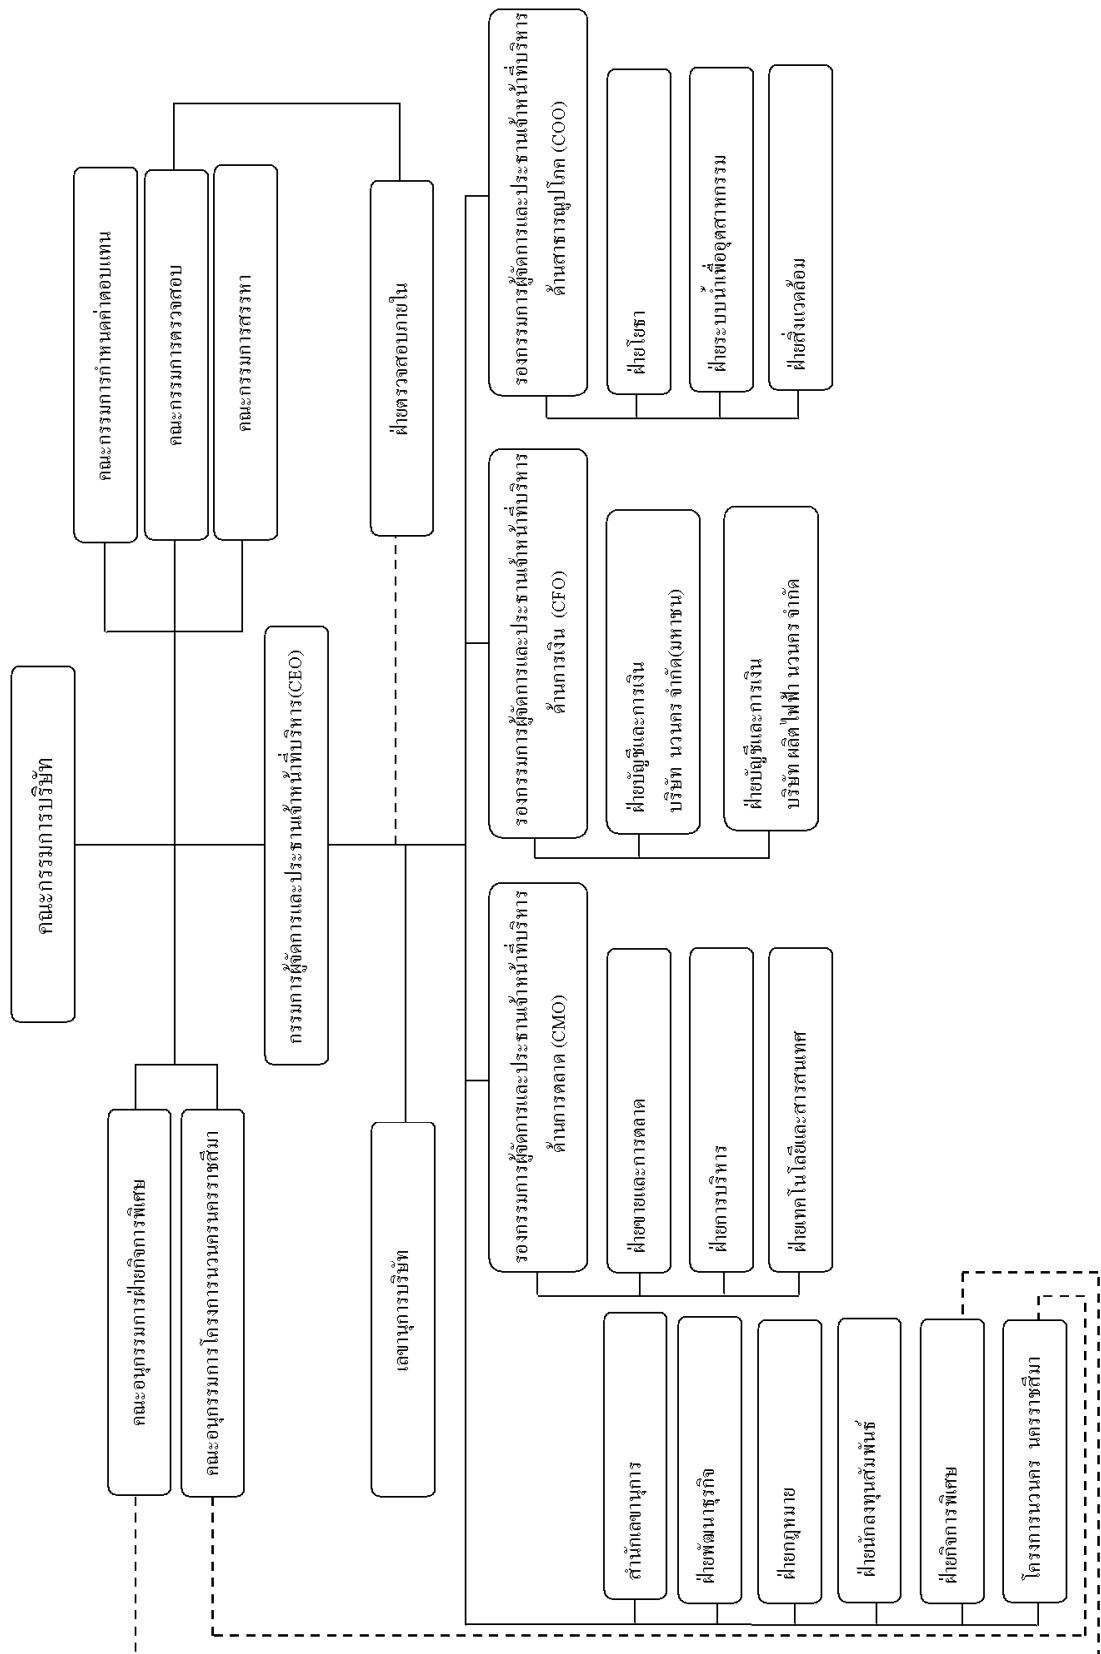 คณะกรรมการบริษัท
คณะอนุกรรมการฝ่ายกิจการพิเศษ
คณะอนุกรรมการโครงการนวนครนครราชสีมา
คณะกรรมการกำหนดค่าตอบแทน
คณะกรรมการตรวจสอบ
คณะกรรมการสรรหา
กรรมการผู้จัดการและประธานเจ้าหน้าที่บริหาร(CEO)
เลขานุการบริษัท
ฝ่ายตรวจสอบภายใน
รองกรรมการผู้จัดการและประธานเจ้าหน้าที่บริหาร
ด้านการตลาด (CMO)
รองกรรมการผู้จัดการและประธานเจ้าหน้าที่บริหาร
ด้านการเงิน (CFO)
รองกรรมการผู้จัดการและประธานเจ้าหน้าที่บริหาร
ด้านสาธารณูปโภค (COO)
สำนักเลขานุการ
ฝ่ายพัฒนาธุรกิจ
ฝ่ายกฎหมาย
ฝ่ายนักลงทุนสัมพันธ์
ฝ่ายกิจการพิเศษ
โครงการนวนคร นครราชสีมา
ฝ่ายขายและการตลาด
ฝ่ายการบริหาร
ฝ่ายเทคโนโลยีและสารสนเทศ
ฝ่ายบัญชีและการเงิน
บริษัท นวนคร จำกัด(มหาชน)
ฝ่ายบัญชีและการเงิน
บริษัท ผลิตไฟฟ้า นวนคร จำกัด
ฝ่ายโยธา
ฝ่ายระบบน้ำเพื่ออุตสาหกรรม
ฝ่ายสิ่งแวดล้อม